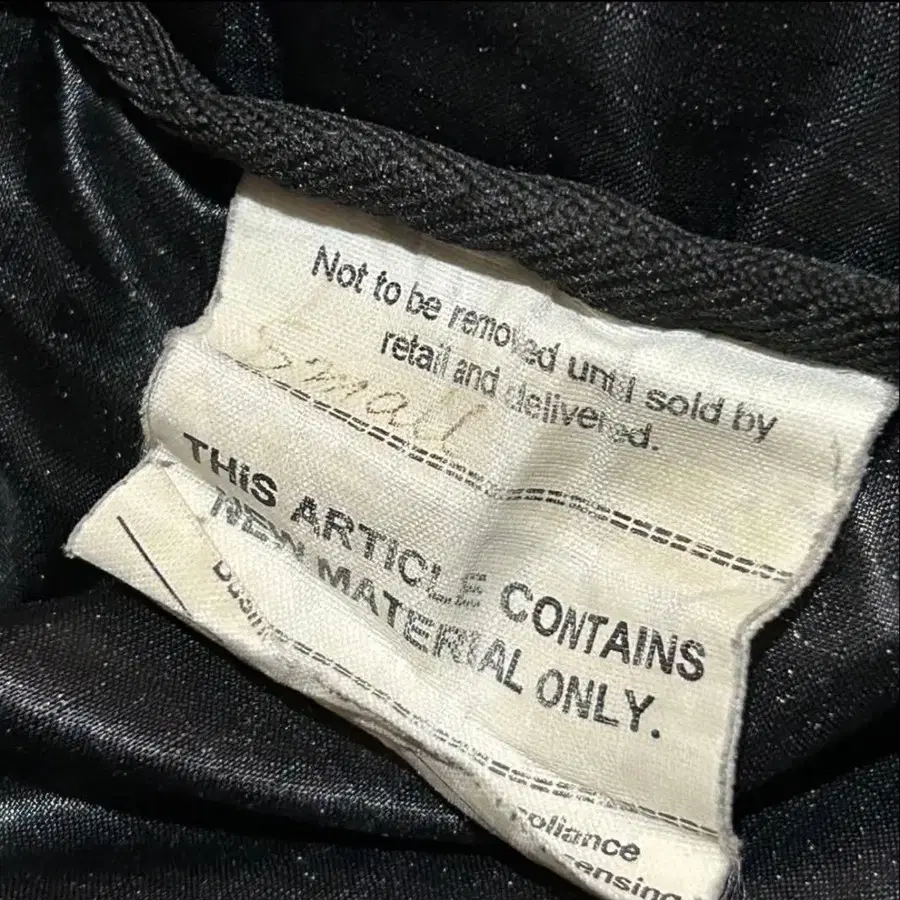 Not to be removed until sold by
retail and delivered.
small
THIS ARTICLE CONTAINS
NEW MATERIAL ONLY.